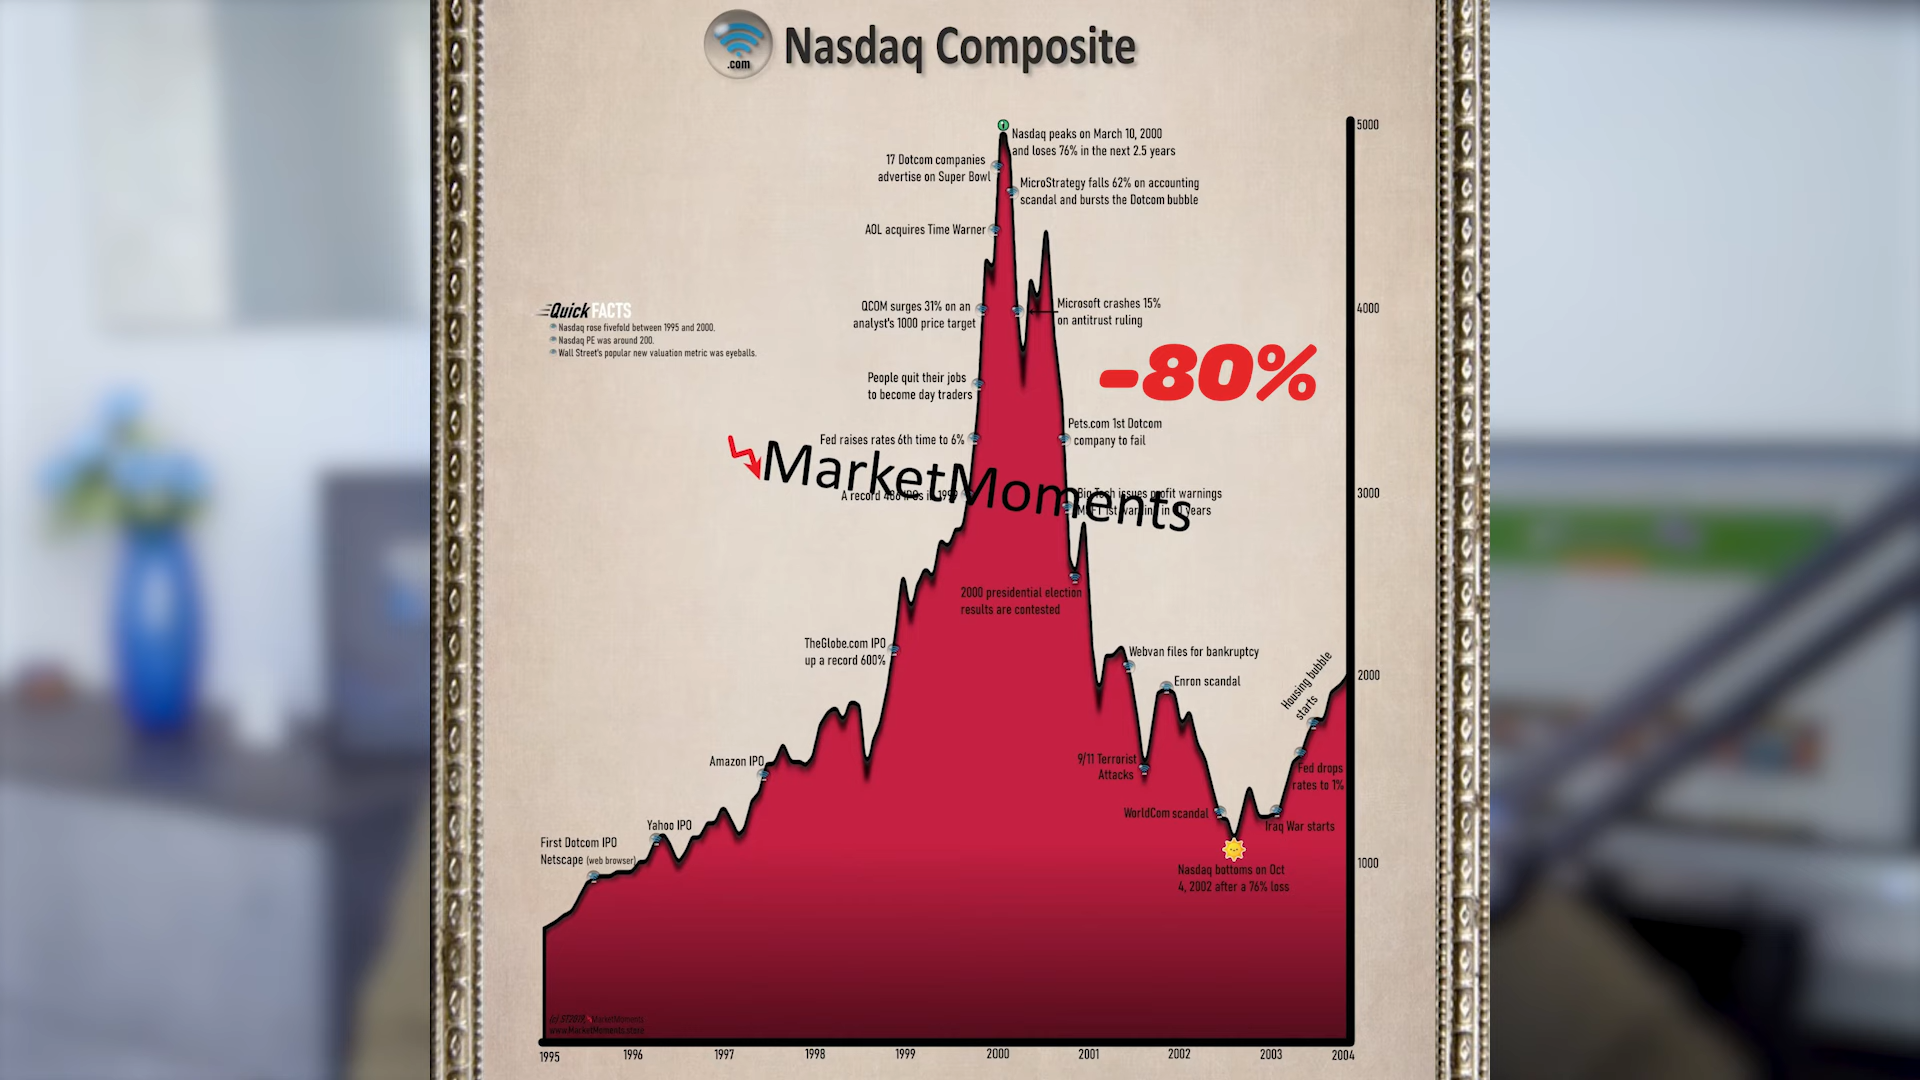 .com
Nasdaq Composite
5000
Nasdaq peaks on March 10, 2000
and loses 76% in the next 2.5 years
17 Dotcom companies
advertise on Super Bowl
MicroStrategy falls 62% on accounting
scandal and bursts the Dotcom bubble
AOL acquires Time Warner
Quick FACTS
Nasdaq rose fivefold between 1995 and 2000.
Nasdaq PE was around 200.
Wall Street's popular new valuation metric was eyeballs.
QCOM surges 31% on an
analyst's 1000 price target
Microsoft crashes 15%
on antitrust ruling
4000
-80%
People quit their jobs
to become day traders
Pets.com 1st Dotcom
company to fail
Fed raises rates 6th time to 6%
MarketMoments
A record
Big Tech issues profit warnings
years
3000
2000 presidential election
results are contested
TheGlobe.com IPO
up a record 600%
Webvan files for bankruptcy
Enron scandal
Housing bubble
starts
2000
Amazon IPO
9/11 Terrorist
Attacks
Fed drops
rates to 1%
WorldCom scandal
Iraq War starts
Yahoo IPO
First Dotcom IPO
Netscape (web browser)
1000
Nasdaq bottoms on Oct
4, 2002 after a 76% loss
MarketMoments
www.MarketMoments.store
1995 1996 1997 1998 1999 2000 2001 2002 2003 2004